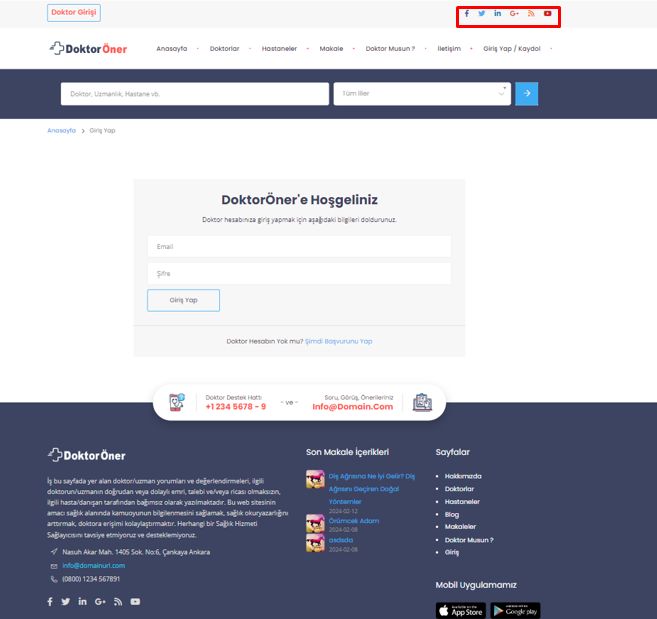 Doktor Girişi
G+
DoktorÖner
Anasayfa
Doktorlar
Hastaneler
Makale
Doktor Musun ?
İletişim
Giriş Yap / Kaydol
Doktor, Uzmanlık, Hastane vb.
Tüm İller
Anasayfa > Giriş Yap
DoktorÖner'e Hoşgeliniz
Doktor hesabınıza giriş yapmak için aşağıdaki bilgileri doldurunuz.
Email
Şifre
Giriş Yap
Doktor Hesabın Yok mu? Şimdi Başvurunu Yap
Doktor Destek Hattı
+1 234 5678 - 9
- ve -
Soru, Görüş, Önerileriniz
Info@Domain.Com
DoktorÖner
İş bu sayfada yer alan doktor/uzman yorumları ve değerlendirmeleri, ilgili
doktorun/uzmanın doğrudan veya dolaylı emri, talebi ve/veya ricası olmaksızın,
ilgili hasta/danışan tarafından bağımsız olarak yazılmaktadır. Bu web sitesinin
amacı sağlık alanında kamuoyunun bilgilenmesini sağlamak, sağlık okuryazarlığını
arttırmak, doktora erişimi kolaylaştırmaktır. Herhangi bir Sağlık Hizmeti
Sağlayıcısını tavsiye etmiyoruz ve desteklemiyoruz.
Nasuh Akar Mah. 1405 Sok. No:6, Çankaya Ankara
info@domainurl.com
(0800) 1234 567891
G+
Son Makale İçerikleri
Diş Ağrısına Ne İyi Gelir? Diş
Ağrısını Geçiren Doğal
Yöntemler
2024-02-12
Örümcek Adam
2024-02-08
asdsda
2024-02-08
Sayfalar
Hakkımızda
Doktorlar
Hastaneler
Blog
Makaleler
Doktor Musun ?
Giriş
Mobil Uygulamamız
App Store
Google play